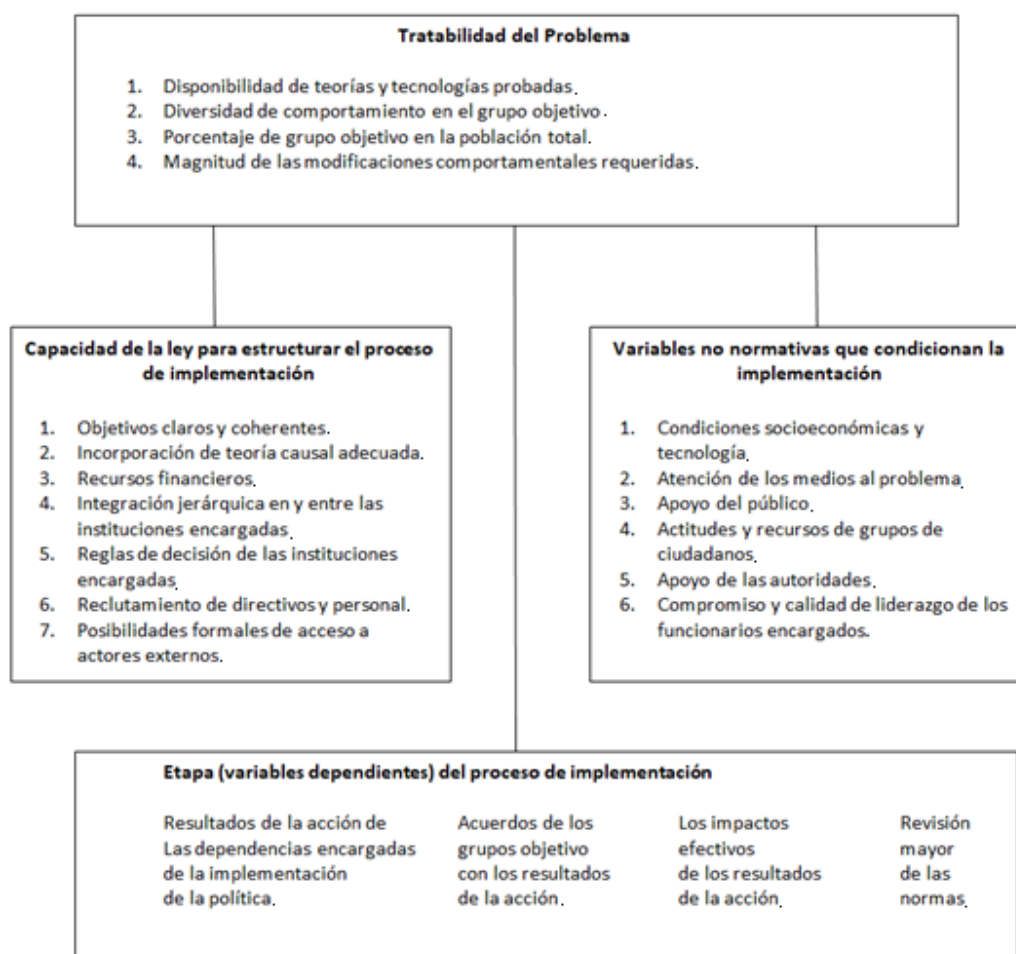 Tratabilidad del Problema
1. Disponibilidad de teorías y tecnologías probadas.
2. Diversidad de comportamiento en el grupo objetivo.
3. Porcentaje de grupo objetivo en la población total.
4. Magnitud de las modificaciones comportamentales requeridas.
Capacidad de la ley para estructurar el proceso
de implementación
1. Objetivos claros y coherentes.
2. Incorporación de teoría causal adecuada.
3. Recursos financieros.
4. Integración jerárquica en y entre las
instituciones encargadas.
5. Reglas de decisión de las instituciones
encargadas.
6. Reclutamiento de directivos y personal.
7. Posibilidades formales de acceso a
actores externos.
Variables no normativas que condicionan la
implementación
1. Condiciones socioeconómicas y
tecnología.
2. Atención de los medios al problema.
3. Apoyo del público.
4. Actitudes y recursos de grupos de
ciudadanos.
5. Apoyo de las autoridades.
6. Compromiso y calidad de liderazgo de los
funcionarios encargados.
Etapa (variables dependientes) del proceso de implementación
Resultados de la acción de
Las dependencias encargadas
de la implementación
de la política.
Acuerdos de los
grupos objetivo
con los resultados
de la acción.
Los impactos
efectivos
de los resultados
de la acción.
Revisión
mayor
de las
normas.